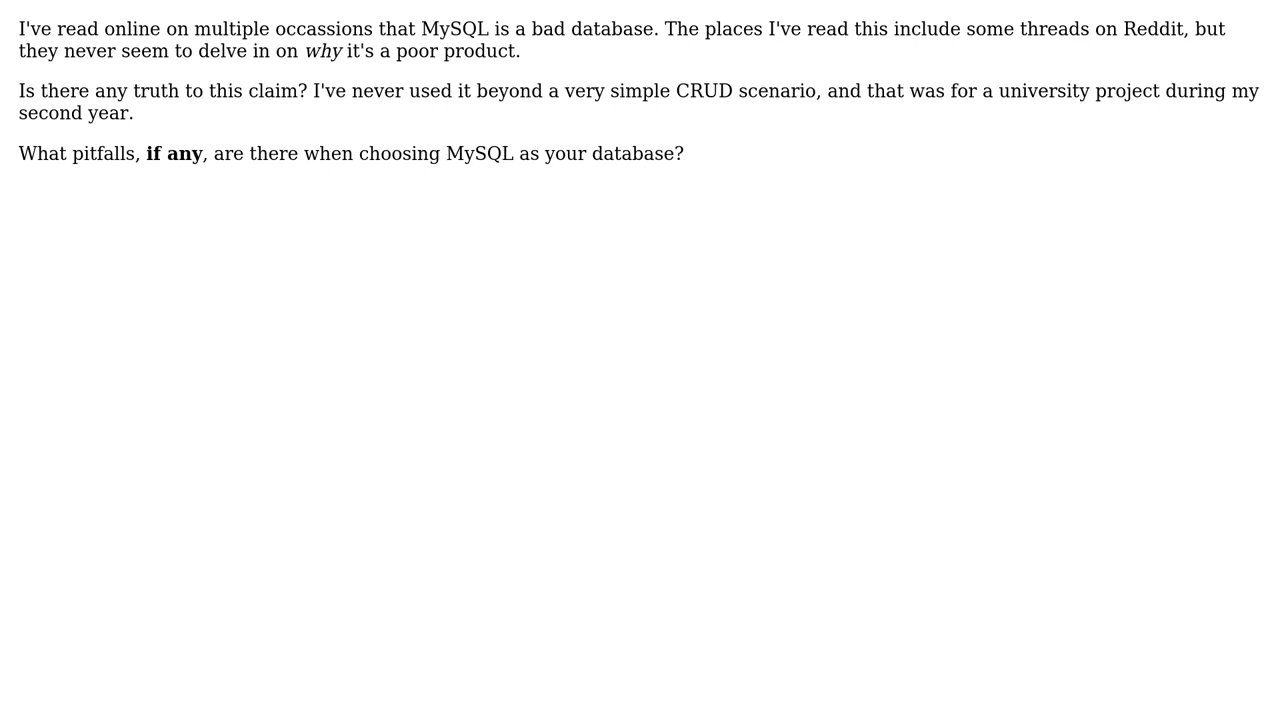 I've read online on multiple occassions that MySQL is a bad database. The places I've read this include some threads on Reddit, but
they never seem to delve in on why it's a poor product.
Is there any truth to this claim? I've never used it beyond a very simple CRUD scenario, and that was for a university project during my
second year.
What pitfalls, if any, are there when choosing MySQL as your database?